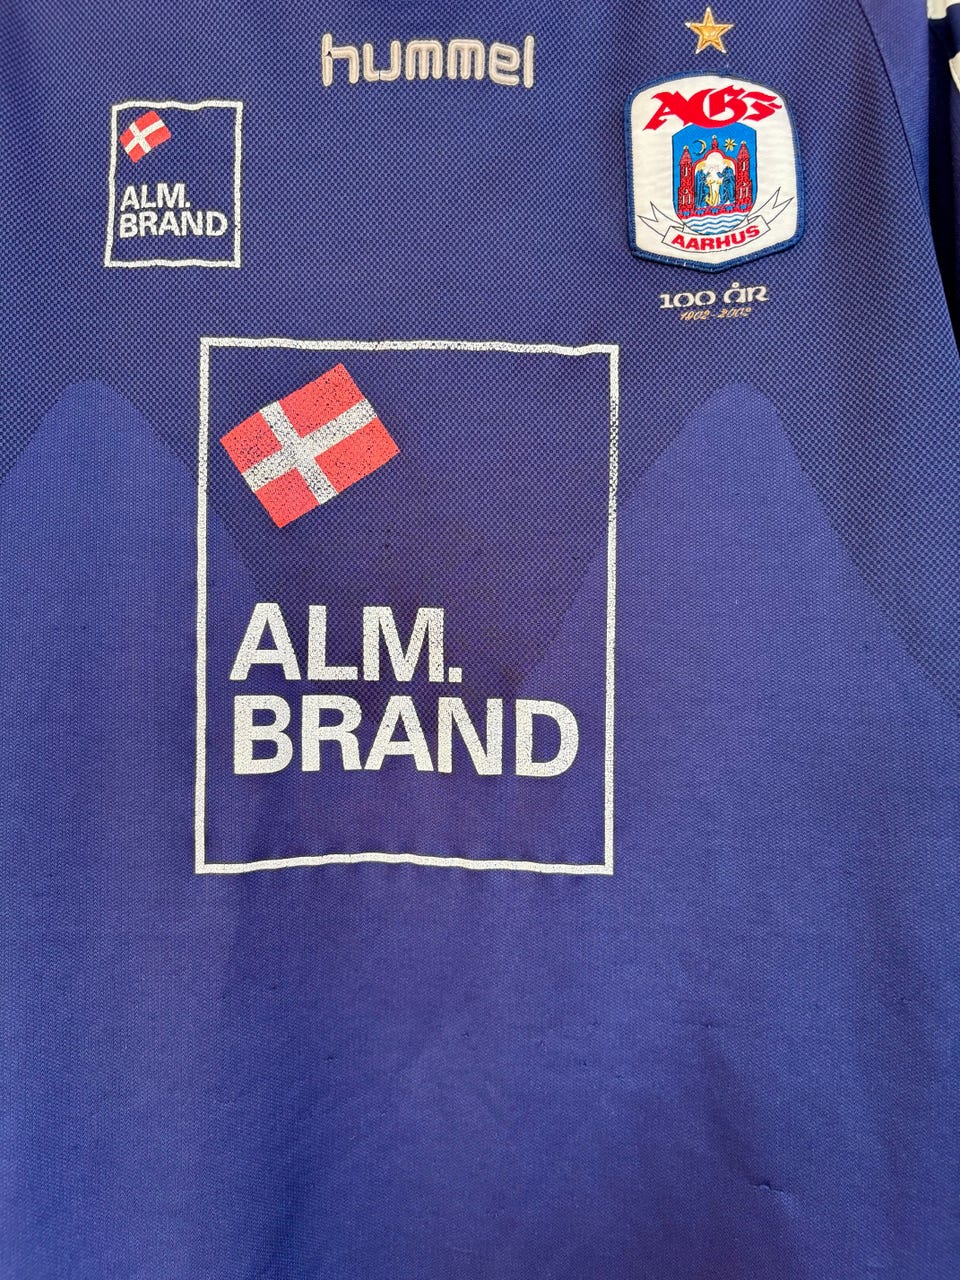 hummel
ALM.
BRAND
AGF
AARHUS
100 ÅR
1902-2002
ALM.
BRAND